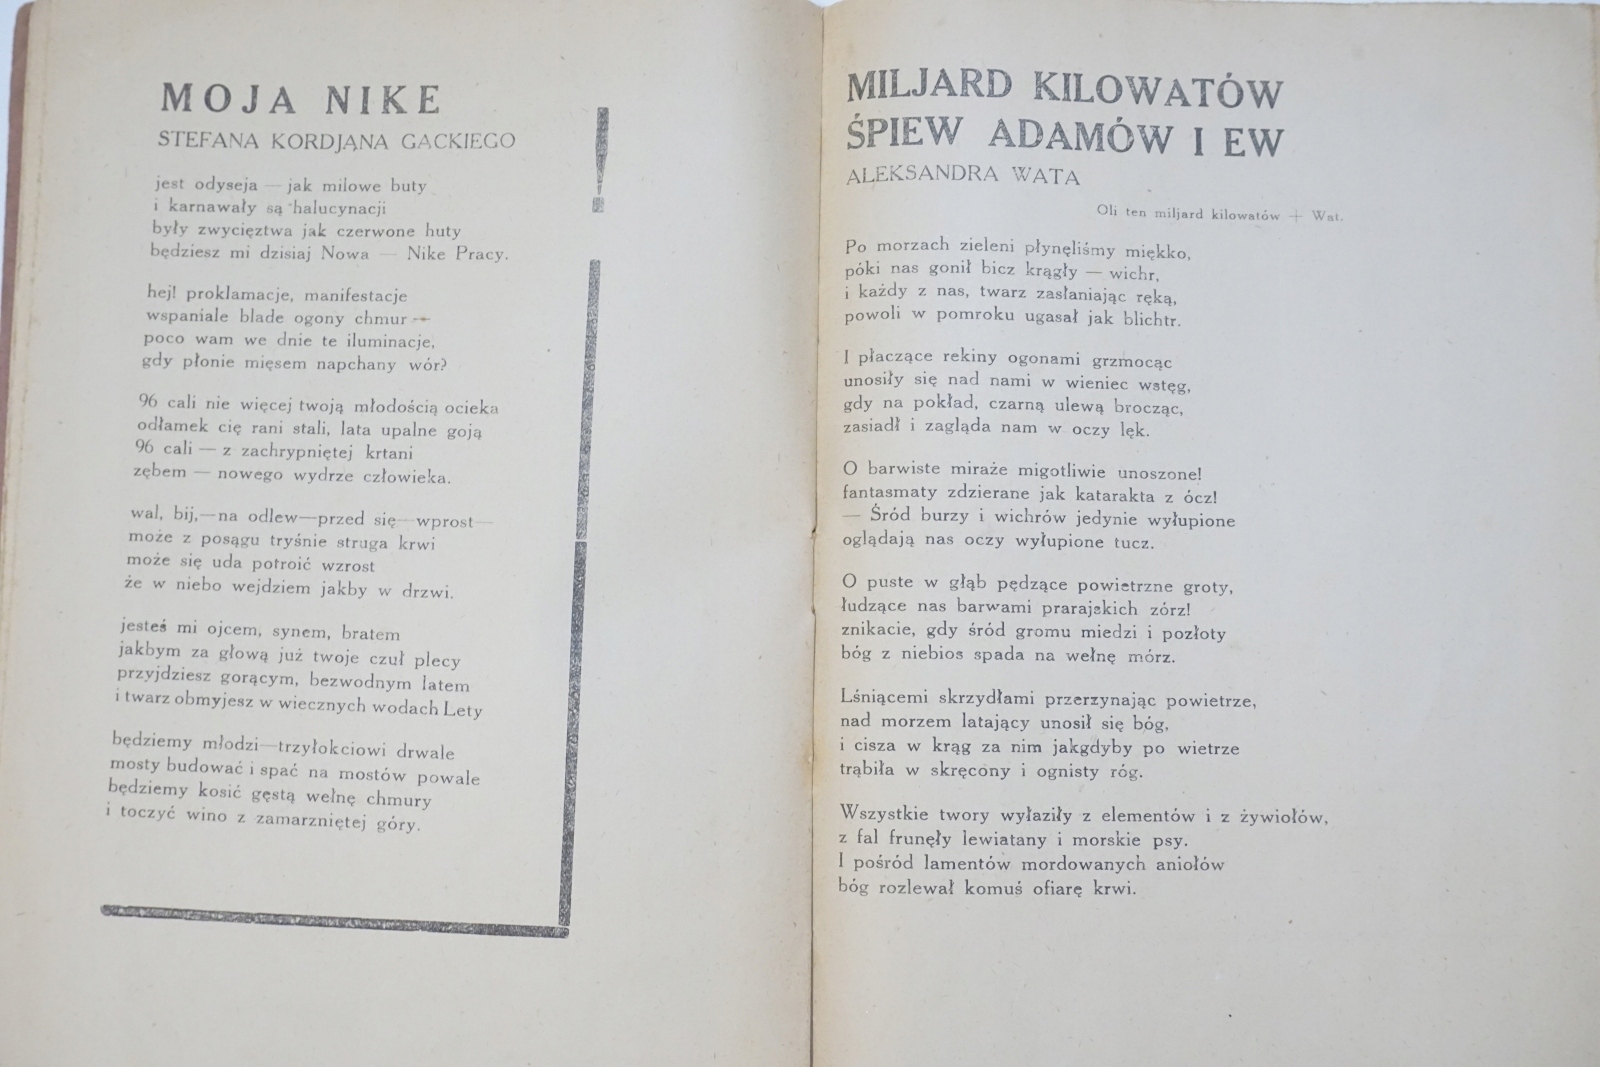 MOJA NIKE
STEFANA KORDJANA GACKIEGO
jest odyseja — jak milowe buty
i karnawały są halucynacji
były zwycięztwa jak czerwone huty
będziesz mi dzisiaj Nowa — Nike Pracy.
hej! proklamacje, manifestacje
wspaniale blade ogony chmur —
poco wam we dnie te iluminacje,
gdy płonie mięsem napchany wór?
96 cali nie więcej twoją młodością ocieka
odłamek cię rani stali, lata upalne goją
96 cali — z zachrypniętej krtani
zębem — nowego wydrze człowieka.
wal, bij,—na odlew—przed się—wprost—
może z posągu tryśnie struga krwi
może się uda potroić wzrost
że w niebo wejdziem jakby w drzwi.
jesteś mi ojcem, synem, bratem
jakbym za głową już twoje czuł plecy
przyjdziesz gorącym, bezwodnym latem
i twarz obmyjesz w wiecznych wodach Lety
będziemy młodzi—trzyłokciowi drwale
mosty budować i spać na mostów powale
będziemy kosić gęstą wełnę chmury
i toczyć wino z zamarzniętej góry.
MILJARD KILOWATÓW
ŚPIEW ADAMÓW I EW
ALEKSANDRA WATA
Oli ten miljard kilowatów + Wat.
Po morzach zieleni płynęliśmy miękko,
póki nas gonił bicz krągły — wichr,
i każdy z nas, twarz zasłaniając ręką,
powoli w pomroku ugasał jak blichtr.
I płaczące rekiny ogonami grzmocąc
unosiły się nad nami w wieniec wstęg,
gdy na pokład, czarną ulewą brocząc,
zasiadł i zagląda nam w oczy lęk.
O barwiste miraże migotliwie unoszone!
fantasmaty zdzierane jak katarakta z ócz!
— Śród burzy i wichrów jedynie wyłupione
oglądają nas oczy wyłupione tucz.
O puste w głąb pędzące powietrzne groty,
łudzące nas barwami prarajskich zórz!
znikacie, gdy śród gromu miedzi i pozłoty
bóg z niebios spada na wełnę mórz.
Lśniącemi skrzydłami przerzynając powietrze,
nad morzem latający unosił się bóg,
i cisza w krąg za nim jakgdyby po wietrze
trąbiła w skręcony i ognisty róg.
Wszystkie twory wyłaziły z elementów i z żywiołów,
z fal frunęły lewiatany i morskie psy.
I pośród lamentów mordowanych aniołów
bóg rozlewał komuś ofiarę krwi.